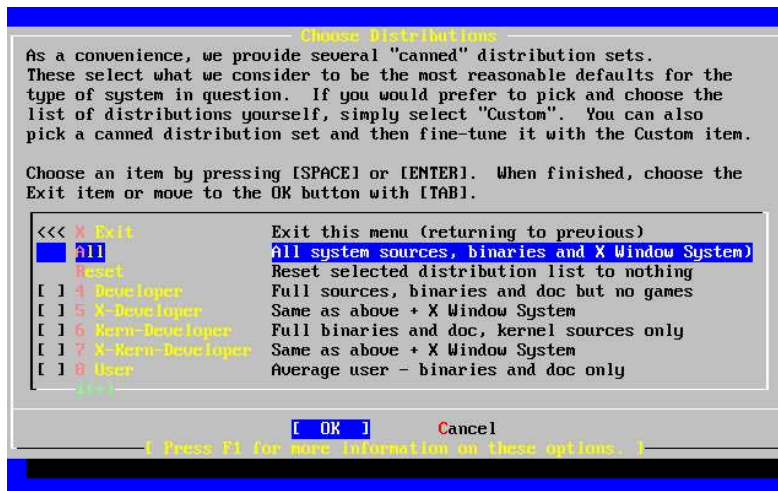 Choose Distributions
As a convenience, we provide several "canned" distribution sets.
These select what we consider to be the most reasonable defaults for the
type of system in question.  If you would prefer to pick and choose the
list of distributions yourself, simply select "Custom".  You can also
pick a canned distribution set and then fine-tune it with the Custom item.
Choose an item by pressing [SPACE] or [ENTER].  When finished, choose the
Exit item or move to the OK button with [TAB].
<<< X Exit Exit this menu (returning to previous)
All All system sources, binaries and X Window System)
Reset Reset selected distribution list to nothing
[ ] 4 Developer Full sources, binaries and doc but no games
[ ] 5 X-Developer Same as above + X Window System
[ ] 6 Kern-Developer Full binaries and doc, kernel sources only
[ ] 7 X-Kern-Developer Same as above + X Window System
[ ] 8 User Average user - binaries and doc only
[ OK ] Cancel
[ Press F1 for more information on these options. ]